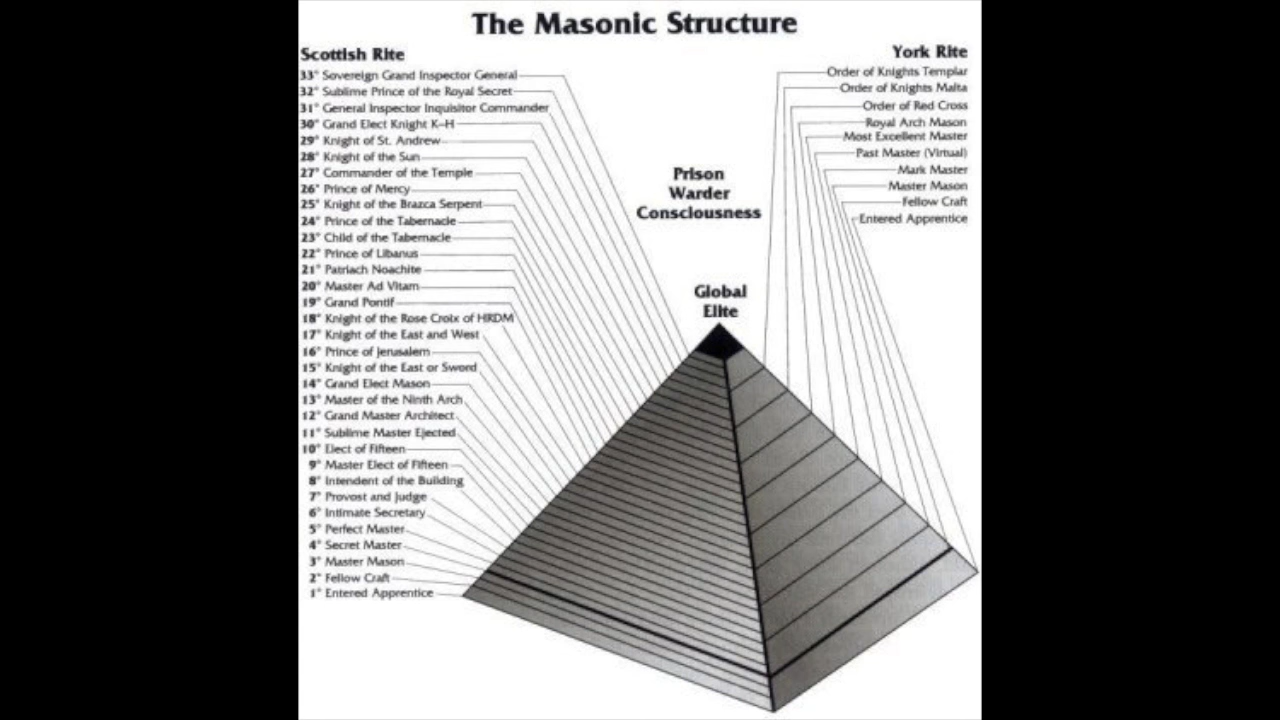 The Masonic Structure
Scottish Rite
33° Sovereign Grand Inspector General
32° Sublime Prince of the Royal Secret
31° General Inspector Inquisitor Commander
30° Grand Elect Knight K–H
29° Knight of St. Andrew
28° Knight of the Sun
27° Commander of the Temple
26° Prince of Mercy
25° Knight of the Brazca Serpent
24° Prince of the Tabernacle
23° Child of the Tabernacle
22° Prince of Libanus
21° Patriach Noachite
20° Master Ad Vitam
19° Grand Pontif
18° Knight of the Rose Croix of HRDM
17° Knight of the East and West
16° Prince of Jerusalem
15° Knight of the East or Sword
14° Grand Elect Mason
13° Master of the Ninth Arch
12° Grand Master Architect
11° Sublime Master Ejected
10° Elect of Fifteen
9° Master Elect of Fifteen
8° Intendent of the Building
7° Provost and Judge
6° Intimate Secretary
5° Perfect Master
4° Secret Master
3° Master Mason
2° Fellow Craft
1° Entered Apprentice
Prison
Warder
Consciousness
Global
Elite
York Rite
Order of Knights Templar
Order of Knights Malta
Order of Red Cross
Royal Arch Mason
Most Excellent Master
Past Master (Virtual)
Mark Master
Master Mason
Fellow Craft
Entered Apprentice